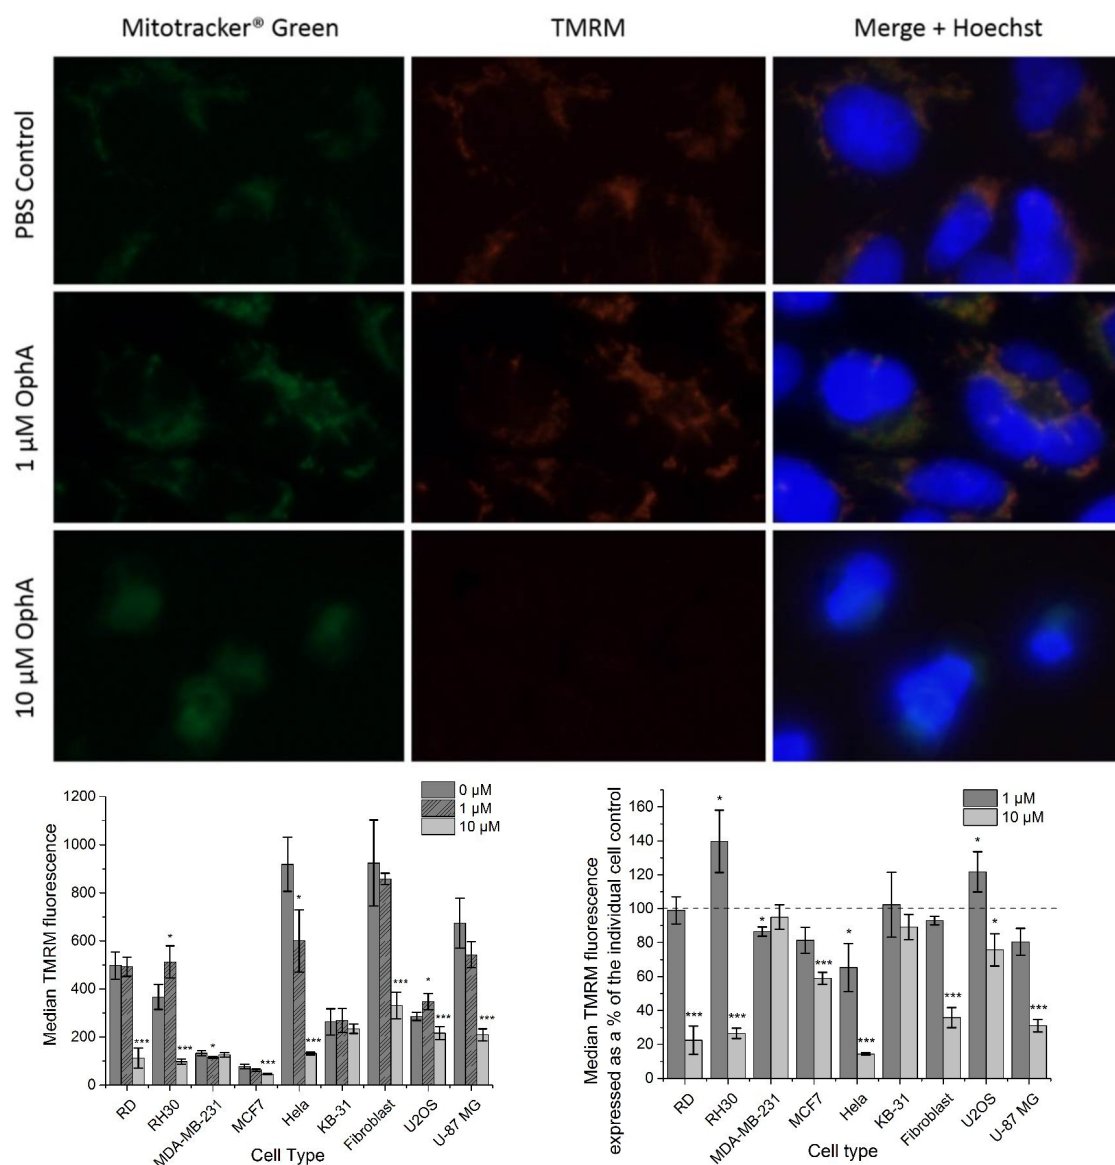 Mitotracker® Green
TMRM
Merge + Hoechst
PBS Control
1 µM OphA
10 µM OphA
Median TMRM fluorescence
1200
1000
800
600
400
200
0
0 µM
1 µM
10 µM
***
*
***
*
***
*
***
***
*
***
***
RD
RH30
MDA-MB-231
MCF7
Hela
KB-31
Fibroblast
U2OS
U-87 MG
Cell Type
Median TMRM fluorescence
expressed as a % of the individual cell control
160
140
120
100
80
60
40
20
0
1 µM
10 µM
***
*
***
*
***
*
***
***
*
*
***
RD
RH30
MDA-MB-231
MCF7
Hela
KB-31
Fibroblast
U2OS
U-87 MG
Cell type